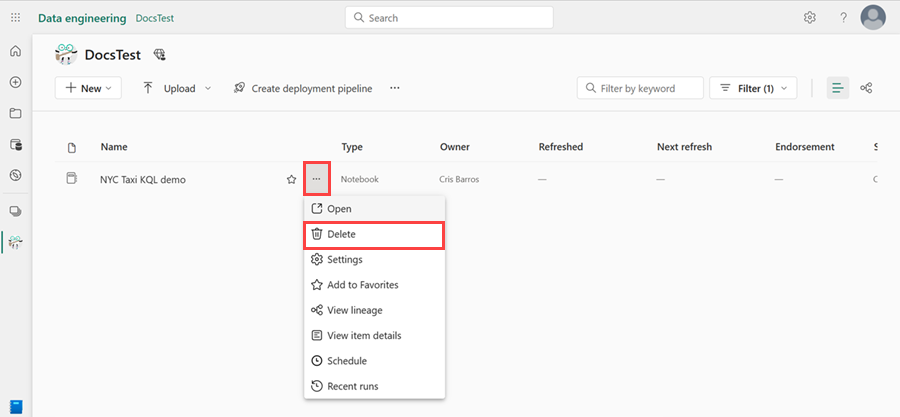 Data engineering DocsTest Search ?
DocsTest
New Upload Create deployment pipeline ... Filter by keyword Filter (1)
Name Type Owner Refreshed Next refresh Endorsement S
NYC Taxi KQL demo ... Notebook Cris Barros — — —
Open
Delete
Settings
Add to Favorites
View lineage
View item details
Schedule
Recent runs